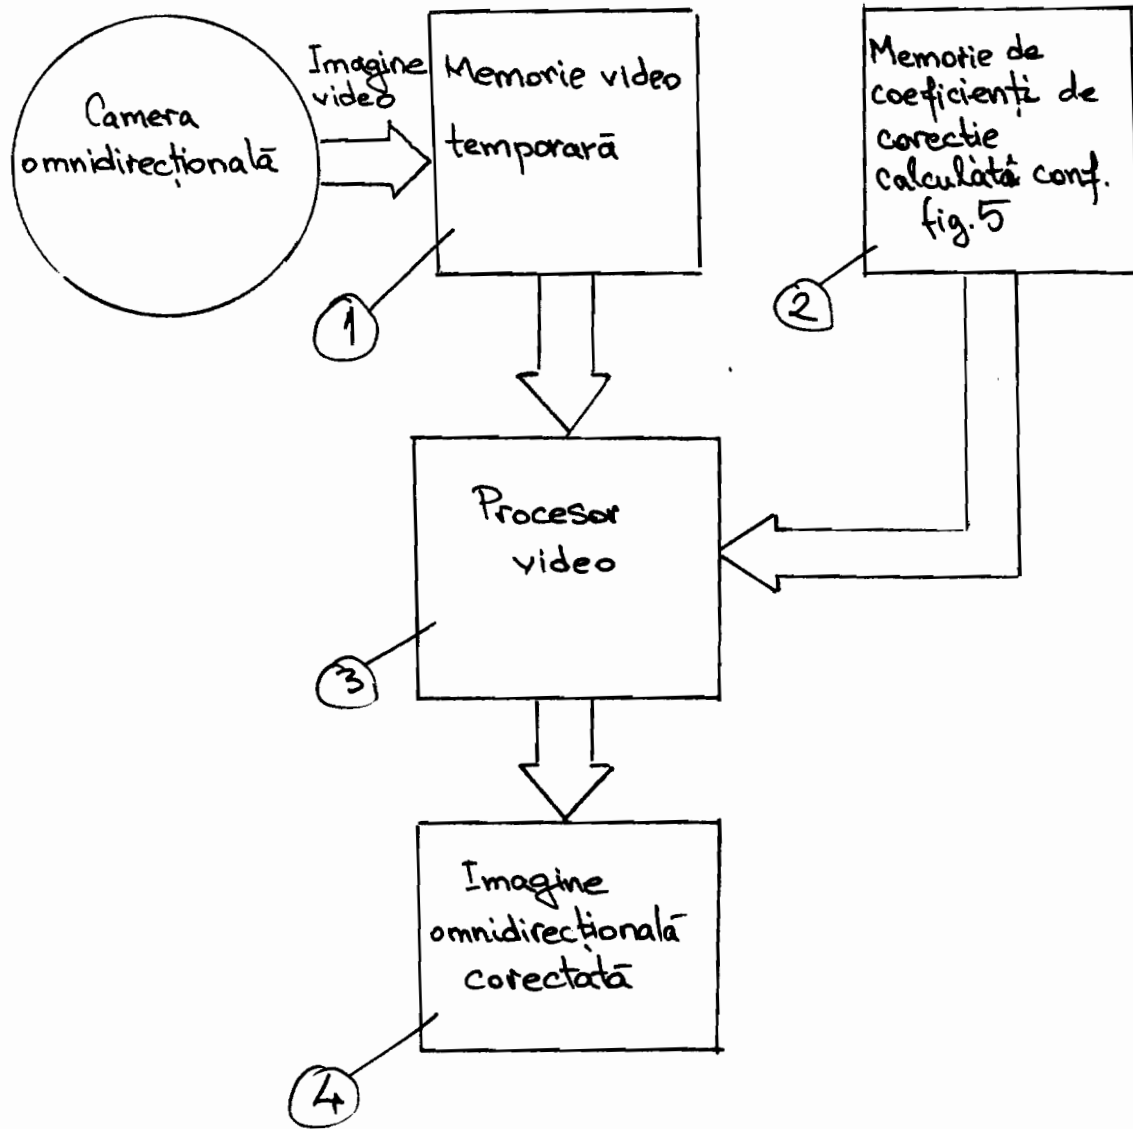 Camera
omnidirecțională
Imagine
video
Memorie video
temporară
1
Memorie de
coeficienți de
corectie
calculată conf.
fig. 5
2
Procesor
video
3
Imagine
omnidirecțională
corectată
4